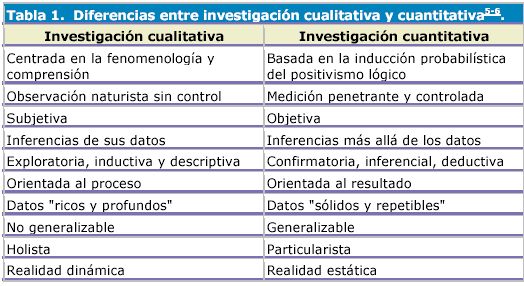 Tabla 1. Diferencias entre investigación cualitativa y cuantitativa5-6.
Investigación cualitativa Investigación cuantitativa
Centrada en la fenomenología y comprensión Basada en la inducción probabilística del positivismo lógico
Observación naturista sin control Medición penetrante y controlada
Subjetiva Objetiva
Inferencias de sus datos Inferencias más allá de los datos
Exploratoria, inductiva y descriptiva Confirmatoria, inferencial, deductiva
Orientada al proceso Orientada al resultado
Datos "ricos y profundos" Datos "sólidos y repetibles"
No generalizable Generalizable
Holista Particularista
Realidad dinámica Realidad estática